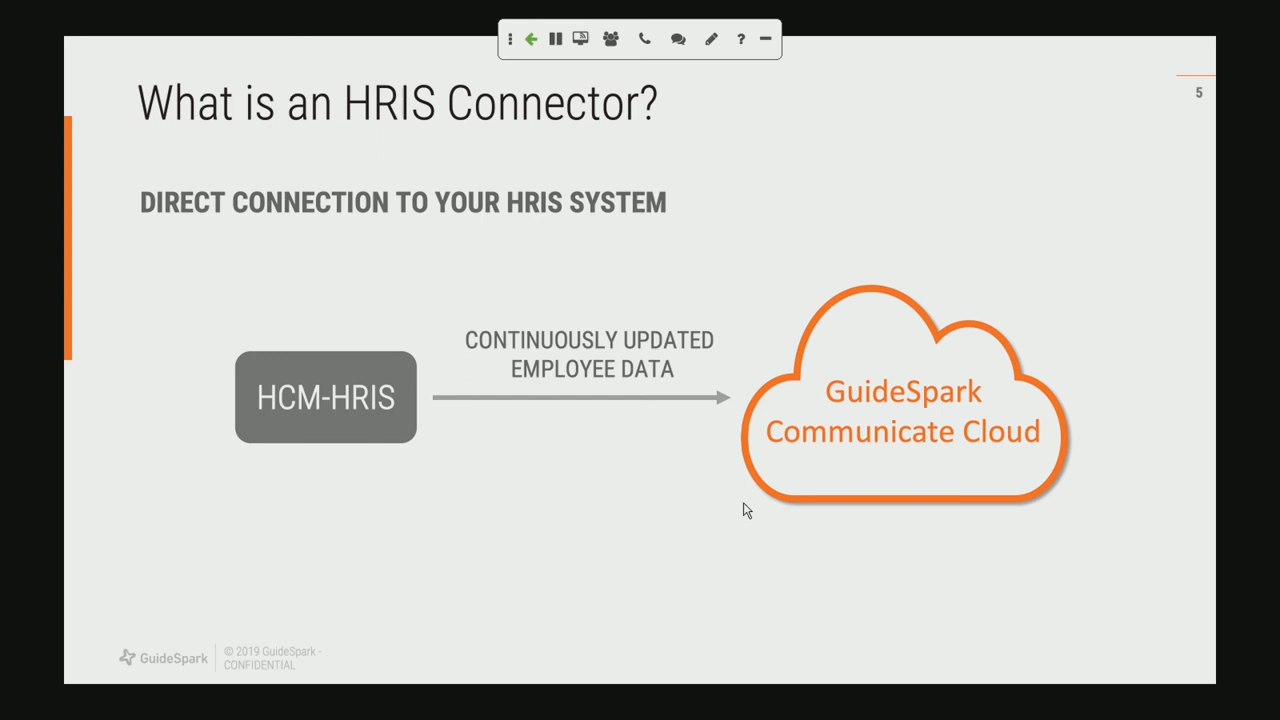 What is an HRIS Connector?
5
DIRECT CONNECTION TO YOUR HRIS SYSTEM
CONTINUOUSLY UPDATED
EMPLOYEE DATA
HCM-HRIS
GuideSpark
Communicate Cloud
GuideSpark
© 2019 GuideSpark -
CONFIDENTIAL